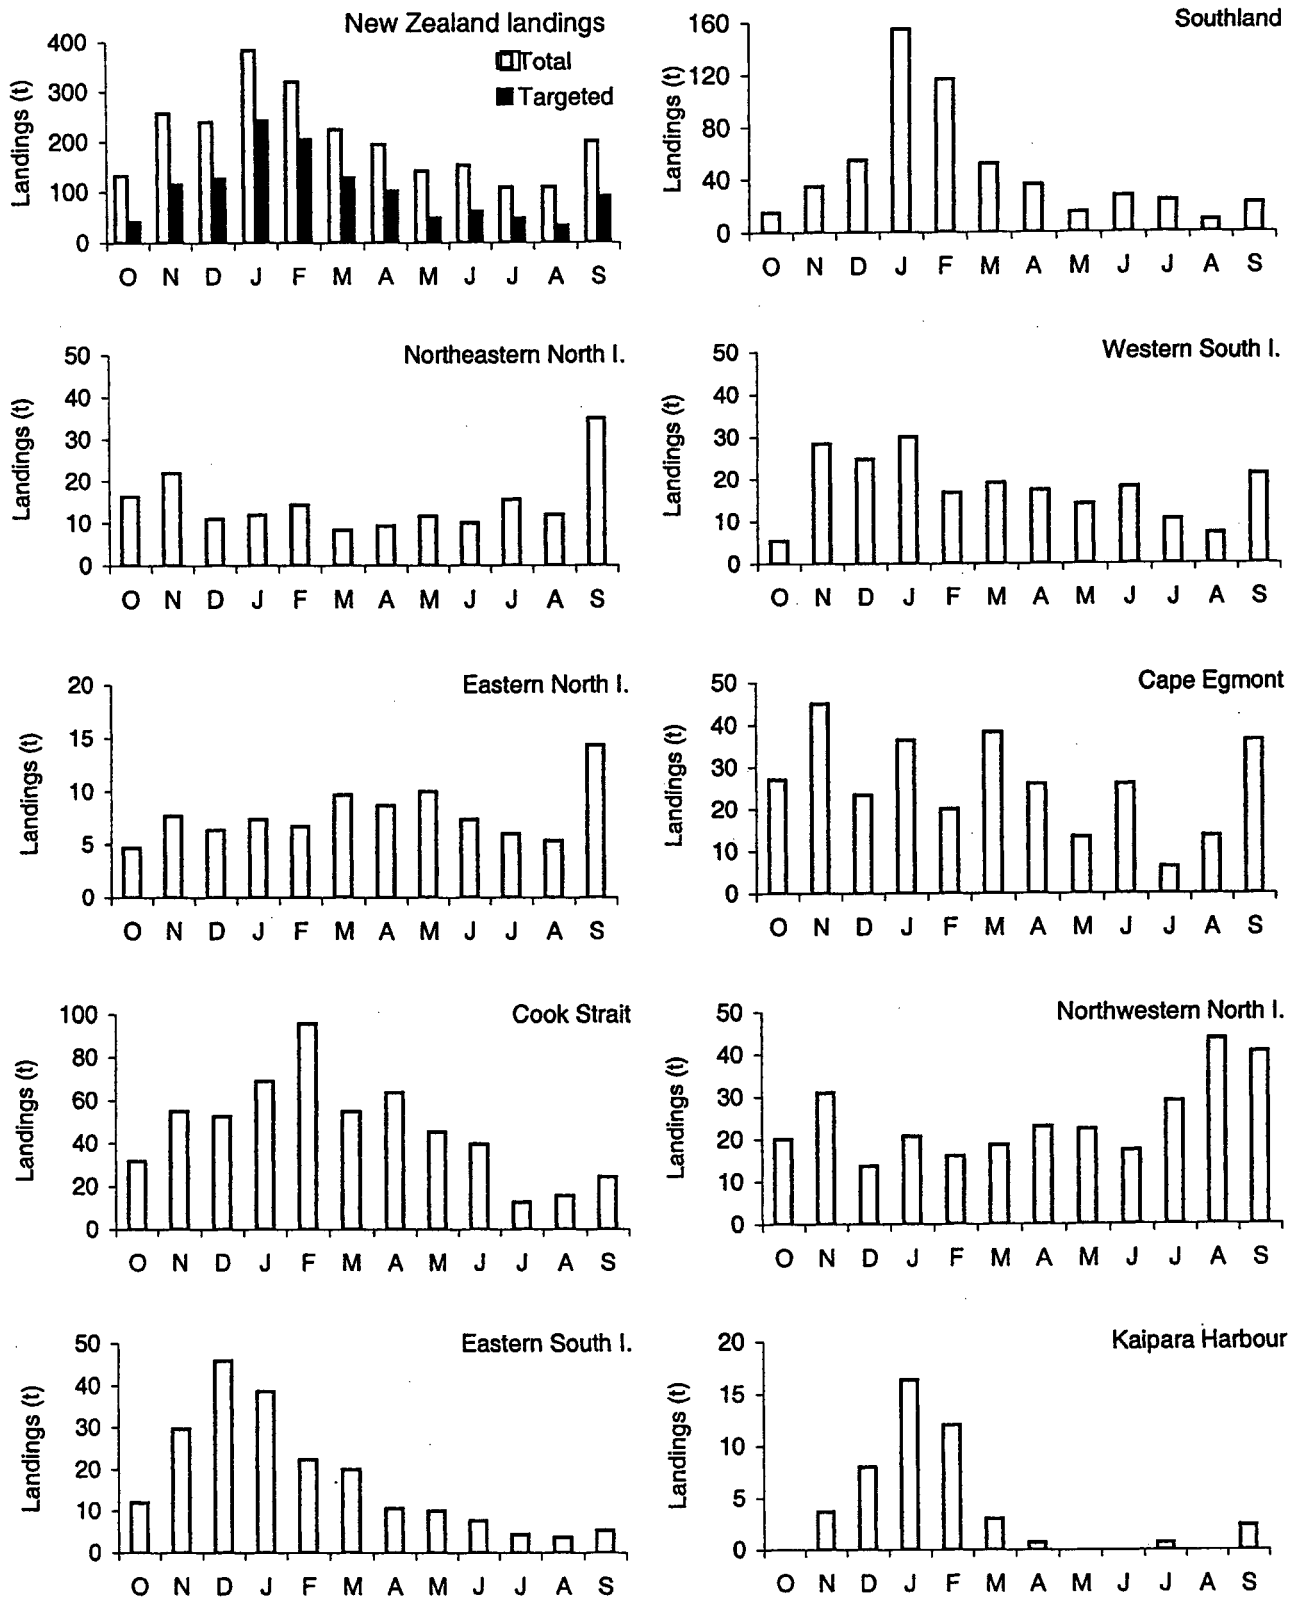 New Zealand landings
Total
Targeted
Landings (t)
400
300
200
100
0
O N D J F M A M J J A S
Southland
Landings (t)
160
120
80
40
0
O N D J F M A M J J A S
Northeastern North I.
Landings (t)
50
40
30
20
10
0
O N D J F M A M J J A S
Western South I.
Landings (t)
50
40
30
20
10
0
O N D J F M A M J J A S
Eastern North I.
Landings (t)
20
15
10
5
0
O N D J F M A M J J A S
Cape Egmont
Landings (t)
50
40
30
20
10
0
O N D J F M A M J J A S
Cook Strait
Landings (t)
100
80
60
40
20
0
O N D J F M A M J J A S
Northwestern North I.
Landings (t)
50
40
30
20
10
0
O N D J F M A M J J A S
Eastern South I.
Landings (t)
50
40
30
20
10
0
O N D J F M A M J J A S
Kaipara Harbour
Landings (t)
20
15
10
5
0
O N D J F M A M J J A S